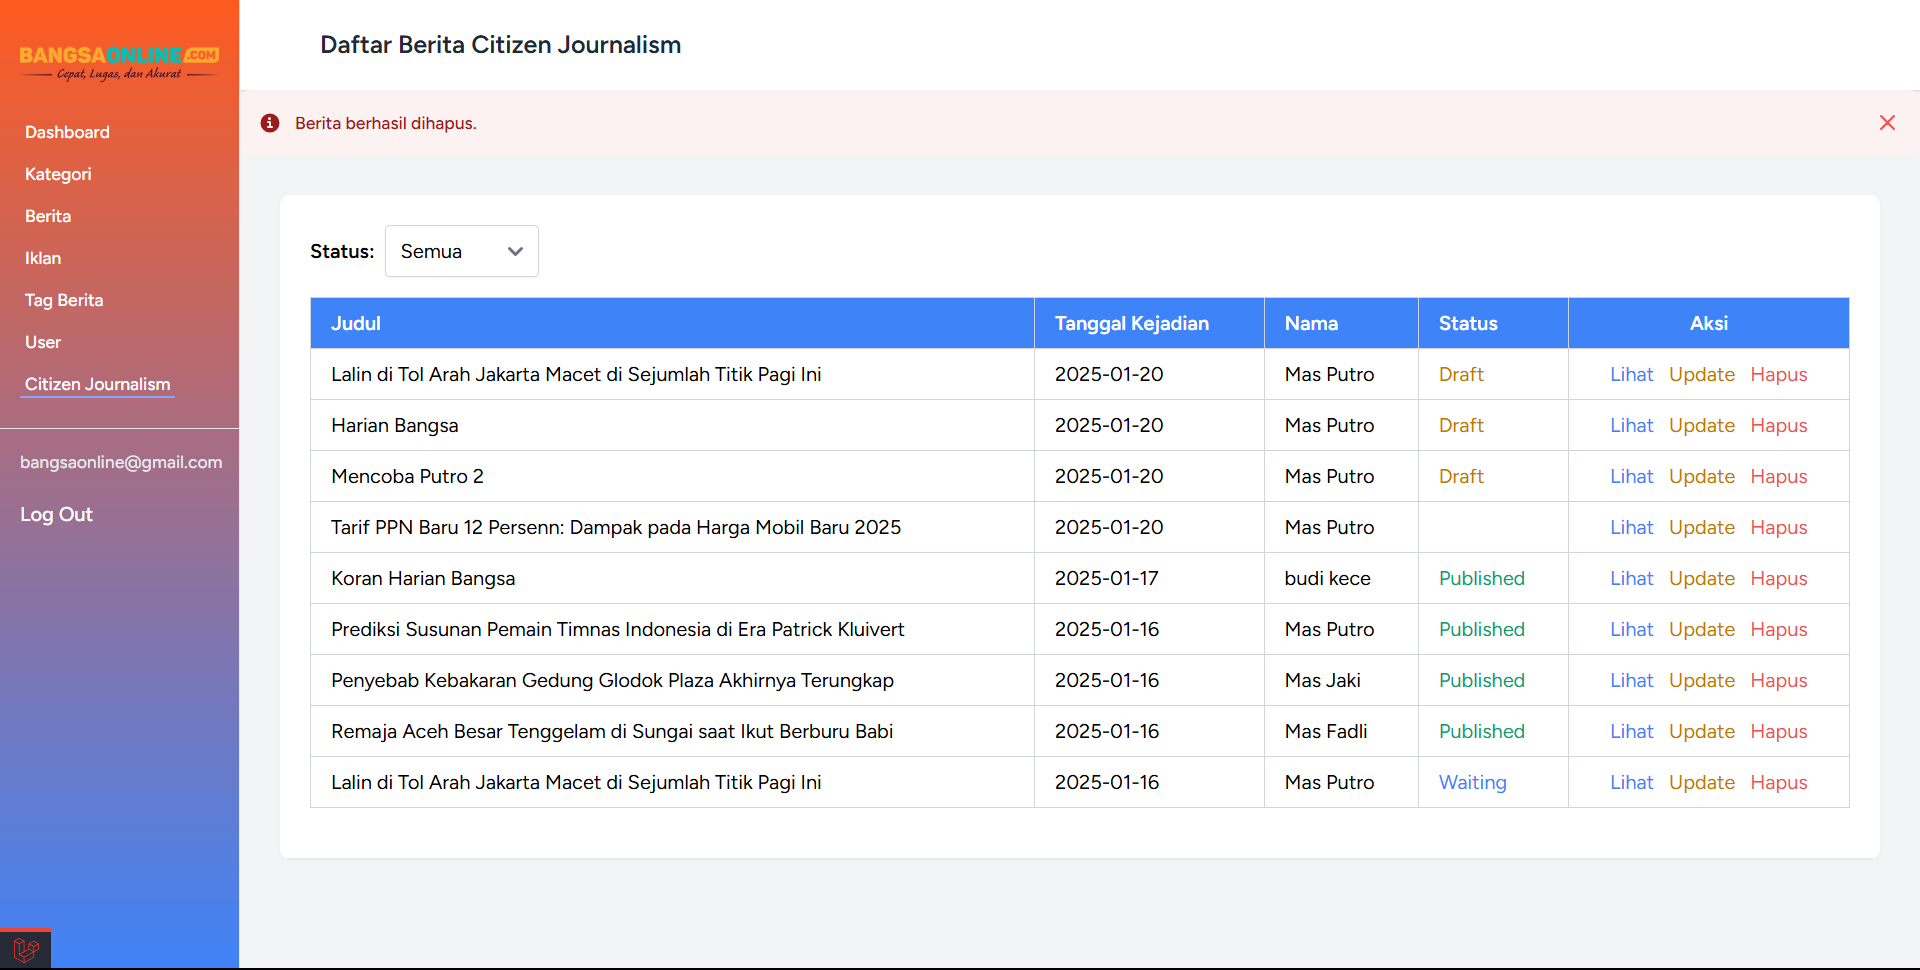 BANGSAONLINE.COM
Cepat, Lugas, dan Akurat
Dashboard
Kategori
Berita
Iklan
Tag Berita
User
Citizen Journalism
bangsaonline@gmail.com
Log Out
Daftar Berita Citizen Journalism
Berita berhasil dihapus.
Status: Semua
Judul Tanggal Kejadian Nama Status Aksi
Lalin di Tol Arah Jakarta Macet di Sejumlah Titik Pagi Ini 2025-01-20 Mas Putro Draft Lihat Update Hapus
Harian Bangsa 2025-01-20 Mas Putro Draft Lihat Update Hapus
Mencoba Putro 2 2025-01-20 Mas Putro Draft Lihat Update Hapus
Tarif PPN Baru 12 Persenn: Dampak pada Harga Mobil Baru 2025 2025-01-20 Mas Putro Lihat Update Hapus
Koran Harian Bangsa 2025-01-17 budi kece Published Lihat Update Hapus
Prediksi Susunan Pemain Timnas Indonesia di Era Patrick Kluivert 2025-01-16 Mas Putro Published Lihat Update Hapus
Penyebab Kebakaran Gedung Glodok Plaza Akhirnya Terungkap 2025-01-16 Mas Jaki Published Lihat Update Hapus
Remaja Aceh Besar Tenggelam di Sungai saat Ikut Berburu Babi 2025-01-16 Mas Fadli Published Lihat Update Hapus
Lalin di Tol Arah Jakarta Macet di Sejumlah Titik Pagi Ini 2025-01-16 Mas Putro Waiting Lihat Update Hapus